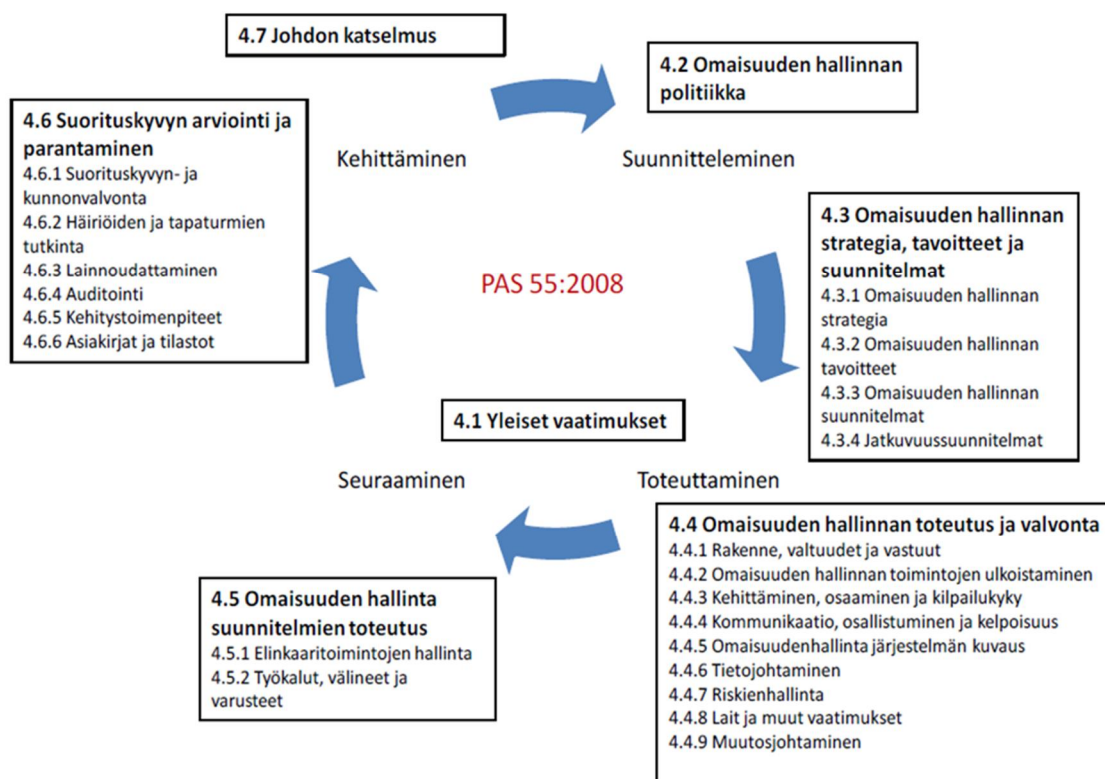 4.7 Johdon katselmus
4.2 Omaisuuden hallinnan
politiikka
4.6 Suorituskyvyn arviointi ja
parantaminen
4.6.1 Suorituskyvyn- ja
kunnonvalvonta
4.6.2 Häiriöiden ja tapaturmien
tutkinta
4.6.3 Lainnoudattaminen
4.6.4 Auditointi
4.6.5 Kehitystoimenpiteet
4.6.6 Asiakirjat ja tilastot
Kehittäminen
Suunnitteleminen
4.3 Omaisuuden hallinnan
strategia, tavoitteet ja
suunnitelmat
4.3.1 Omaisuuden hallinnan
strategia
4.3.2 Omaisuuden hallinnan
tavoitteet
4.3.3 Omaisuuden hallinnan
suunnitelmat
4.3.4 Jatkuvuussuunnitelmat
PAS 55:2008
4.1 Yleiset vaatimukset
Seuraaminen
Toteuttaminen
4.4 Omaisuuden hallinnan toteutus ja valvonta
4.4.1 Rakenne, valtuudet ja vastuut
4.4.2 Omaisuuden hallinnan toimintojen ulkoistaminen
4.4.3 Kehittäminen, osaaminen ja kilpailukyky
4.4.4 Kommunikaatio, osallistuminen ja kelpoisuus
4.4.5 Omaisuudenhallinta järjestelmän kuvaus
4.4.6 Tietojohtaminen
4.4.7 Riskienhallinta
4.4.8 Lait ja muut vaatimukset
4.4.9 Muutosjohtaminen
4.5 Omaisuuden hallinta
suunnitelmien toteutus
4.5.1 Elinkaaritoimintojen hallinta
4.5.2 Työkalut, välineet ja
varusteet